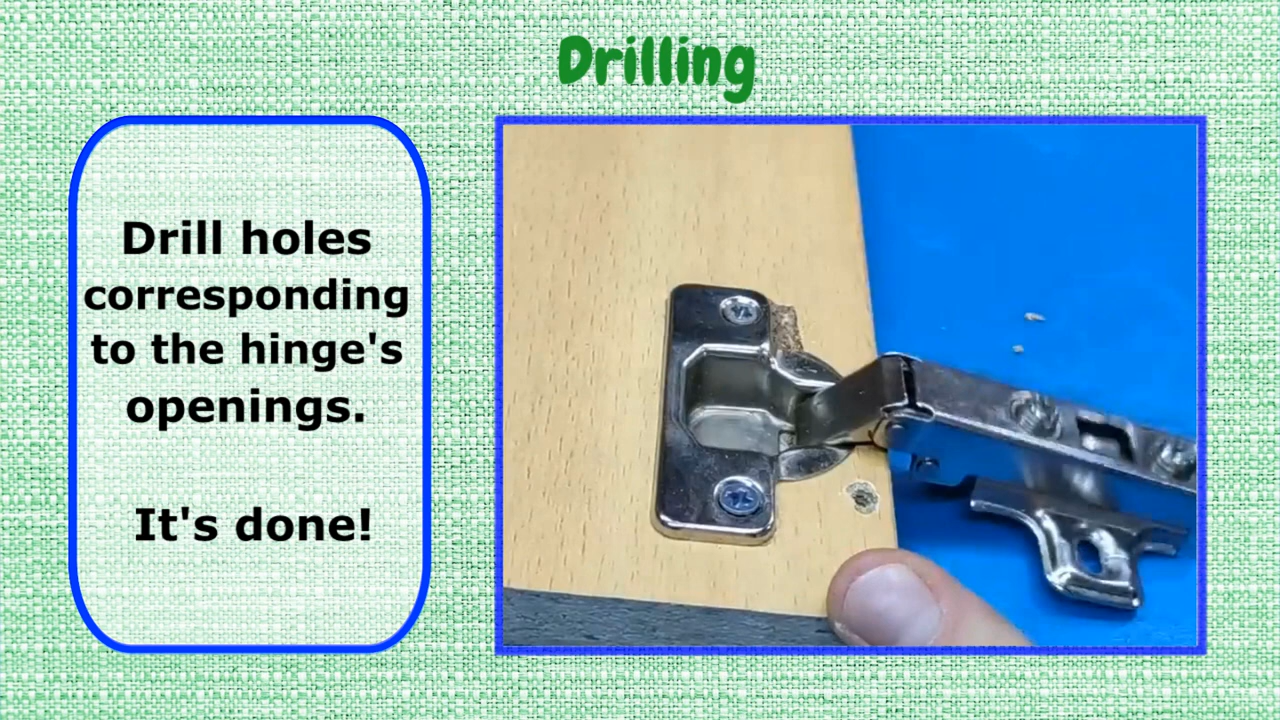 Drilling
Drill holes
corresponding
to the hinge's
openings.
It's done!